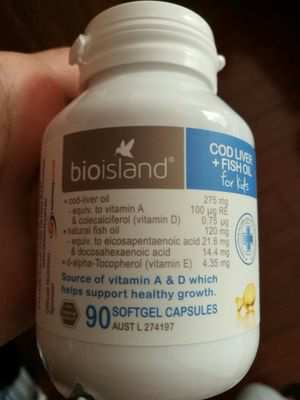 bioisland®
COD LIVER
+ FISH OIL
for kids
• cod-liver oil 275 mg
- equiv. to vitamin A 100 µg RE
& colecalciferol (vitamin D) 0.75 µg
• natural fish oil 120 mg
- equiv. to eicosapentaenoic acid 21.6 mg
& docosahexaenoic acid 14.4 mg
• d-alpha-Tocopherol (vitamin E) 4.35 mg
Source of vitamin A & D which
helps support healthy growth.
90 SOFTGEL CAPSULES
AUST L 274197